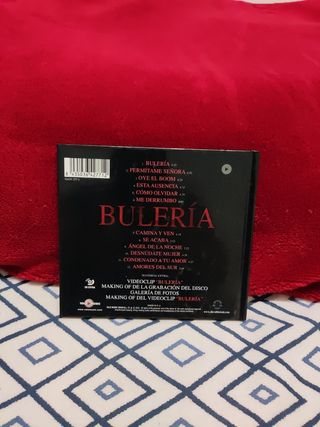 1. BULERÍA
2. PERMÍTAME SEÑORA
3. OYE EL BOOM
4. ESTA AUSENCIA
5. CÓMO OLVIDAR
6. ME DERRUMBO
BULERÍA
7. CAMINA Y VEN
8. SE ACABA
9. ÁNGEL DE LA NOCHE
10. DESNÚDATE MUJER
11. CONDENADO A TU AMOR
12. AMORES DEL SUR
MATERIAL EXTRA:
VIDEOCLIP "BULERÍA"
MAKING OF DE LA GRABACIÓN DEL DISCO
GALERÍA DE FOTOS
MAKING OF DEL VIDEOCLIP "BULERÍA"